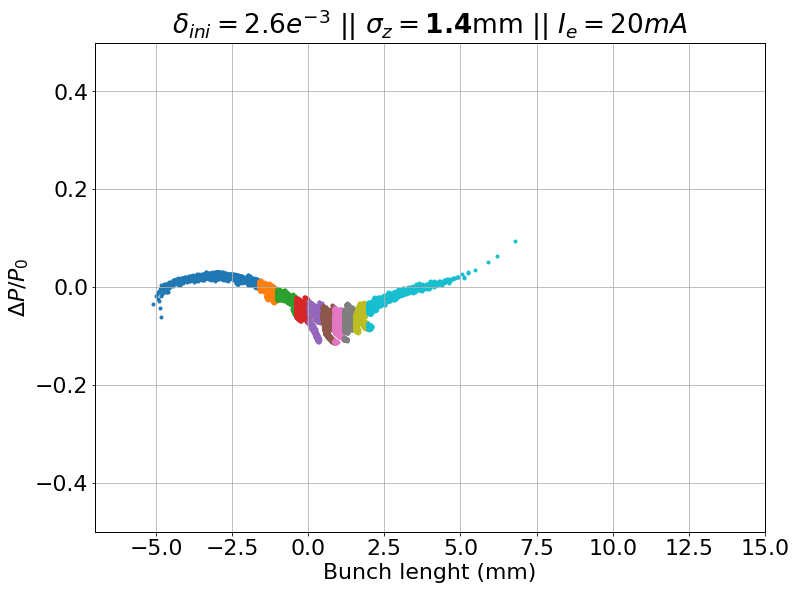 δ_ini = 2.6e⁻³ || σ_z = 1.4mm || I_e = 20mA
ΔP/P₀
0.4
0.2
0.0
−0.2
−0.4
−5.0 −2.5 0.0 2.5 5.0 7.5 10.0 12.5 15.0
Bunch lenght (mm)